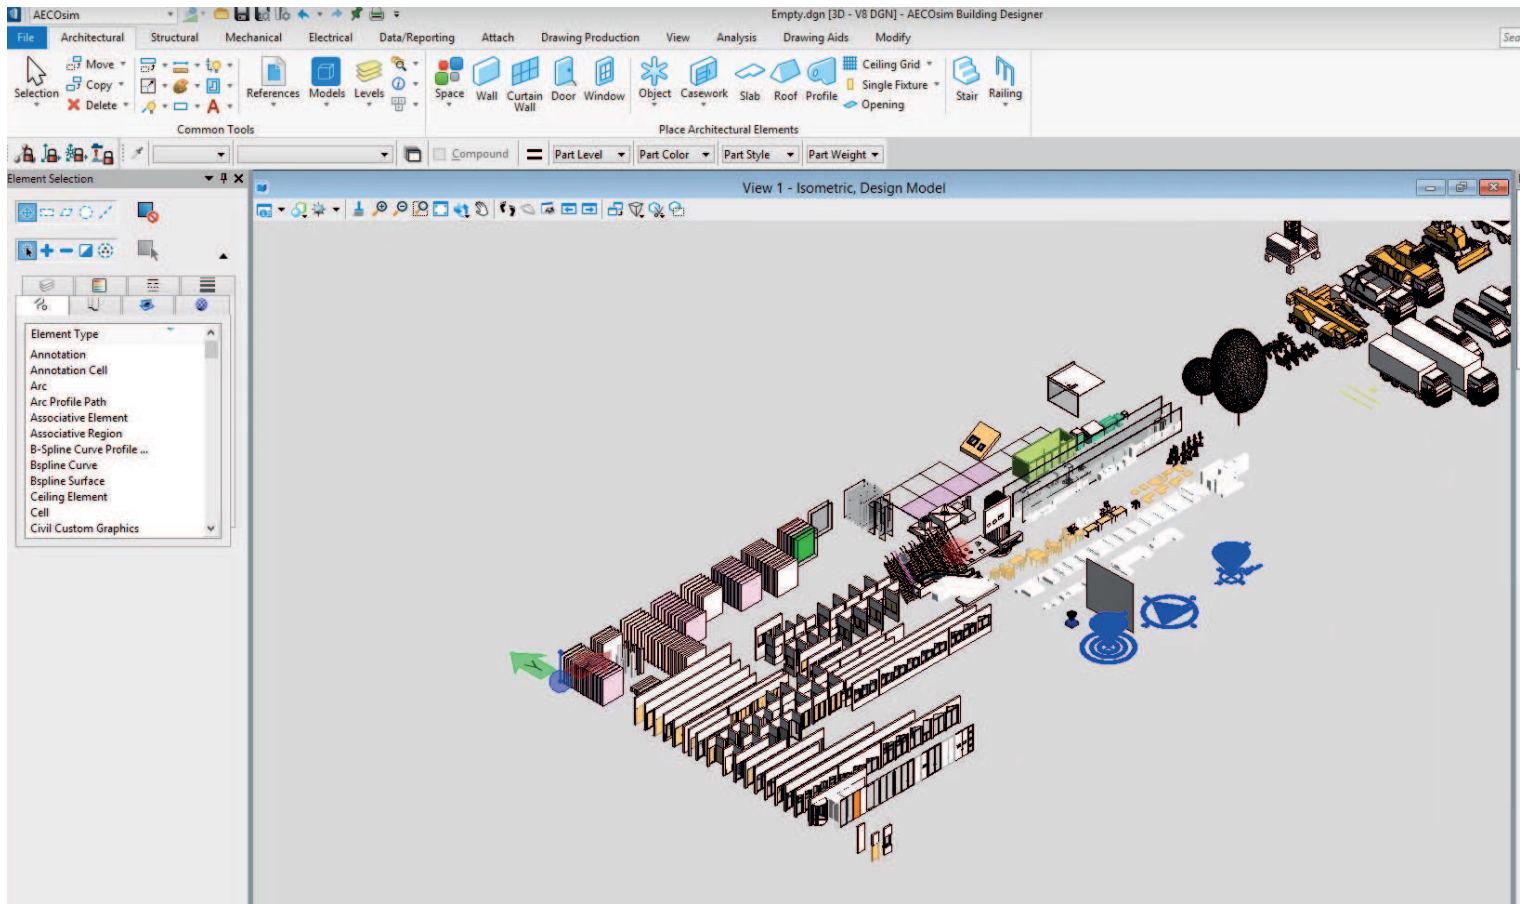 AECOsim
Empty.dgn [3D - V8 DGN] - AECOsim Building Designer
File Architectural Structural Mechanical Electrical Data/Reporting Attach Drawing Production View Analysis Drawing Aids Modify
Selection
Move
Copy
Delete
References Models Levels
Common Tools
Space Wall Curtain Wall Door Window Object Casework Slab Roof Profile
Ceiling Grid
Single Fixture
Opening
Stair Railing
Place Architectural Elements
Compound Part Level Part Color Part Style Part Weight
Element Selection
View 1 - Isometric, Design Model
Element Type
Annotation
Annotation Cell
Arc
Arc Profile Path
Associative Element
Associative Region
B-Spline Curve Profile ...
Bspline Curve
Bspline Surface
Ceiling Element
Cell
Civil Custom Graphics
Y